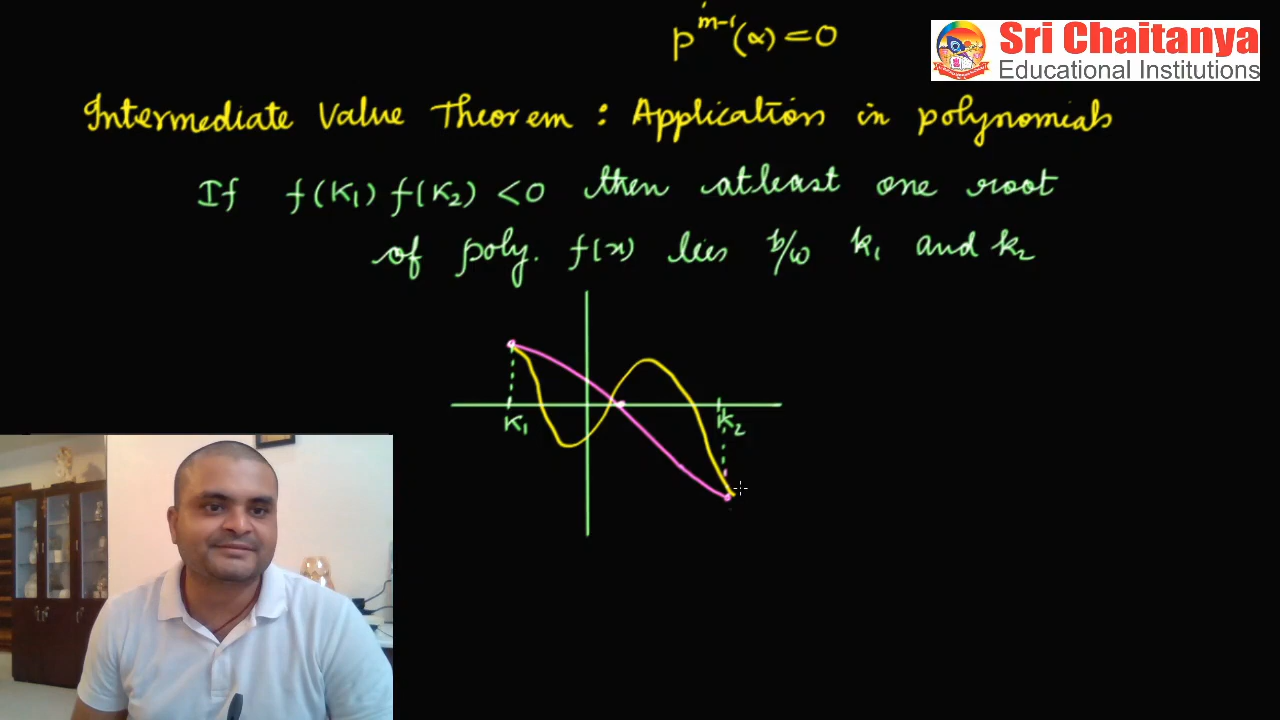 p^{m-1}(α) = 0
Sri Chaitanya
Educational Institutions
Intermediate Value Theorem : Application in polynomials
If f(K₁) f(K₂) < 0 then atleast one root
of poly. f(x) lies b/w k₁ and k₂
K₁
K₂